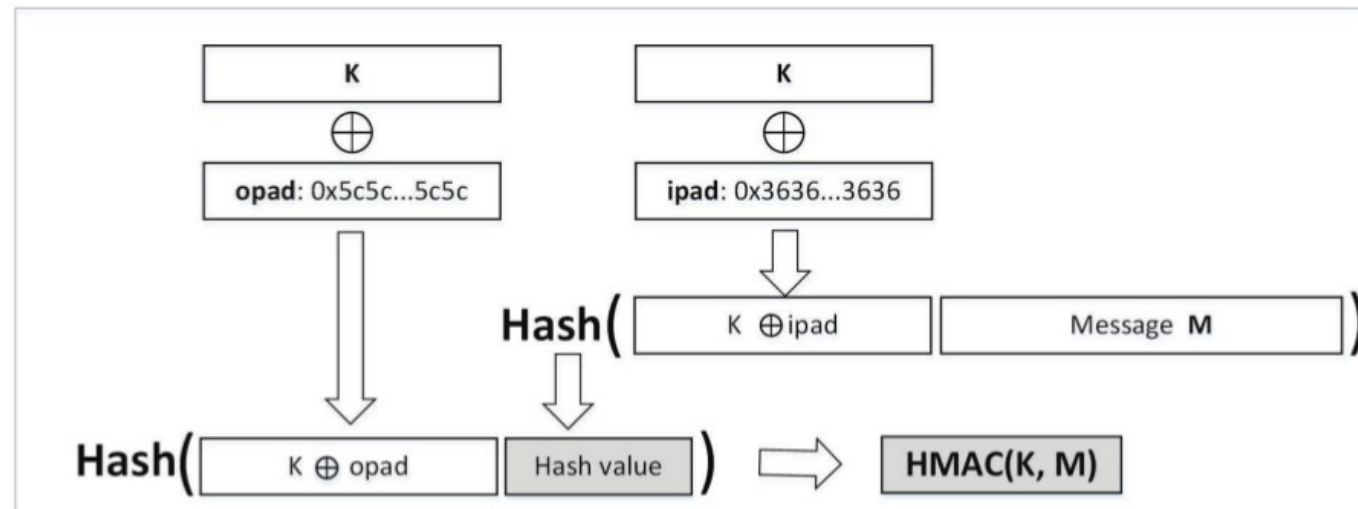 K K
⊕ ⊕
opad: 0x5c5c...5c5c ipad: 0x3636...3636
Hash( K ⊕ipad Message M )
Hash( K ⊕ opad Hash value ) HMAC(K, M)